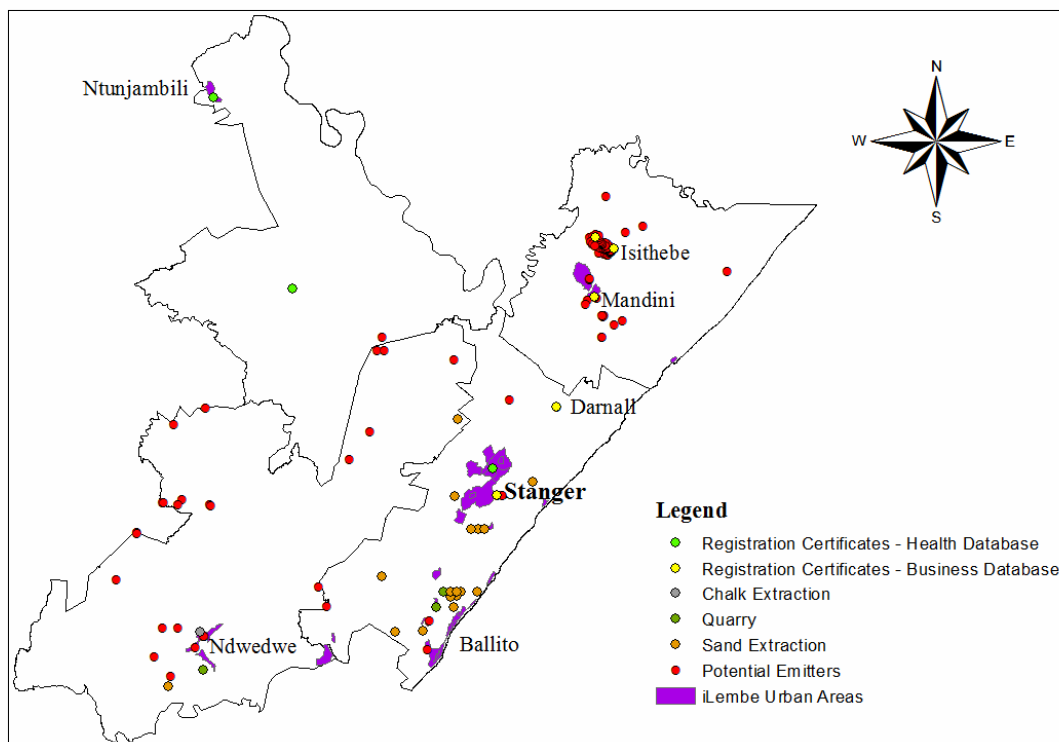 Ntunjambili
N
W
E
S
Isithebe
Mandini
Darnall
Stanger
Legend
Registration Certificates - Health Database
Registration Certificates - Business Database
Chalk Extraction
Quarry
Sand Extraction
Potential Emitters
iLembe Urban Areas
Ndwedwe
Ballito